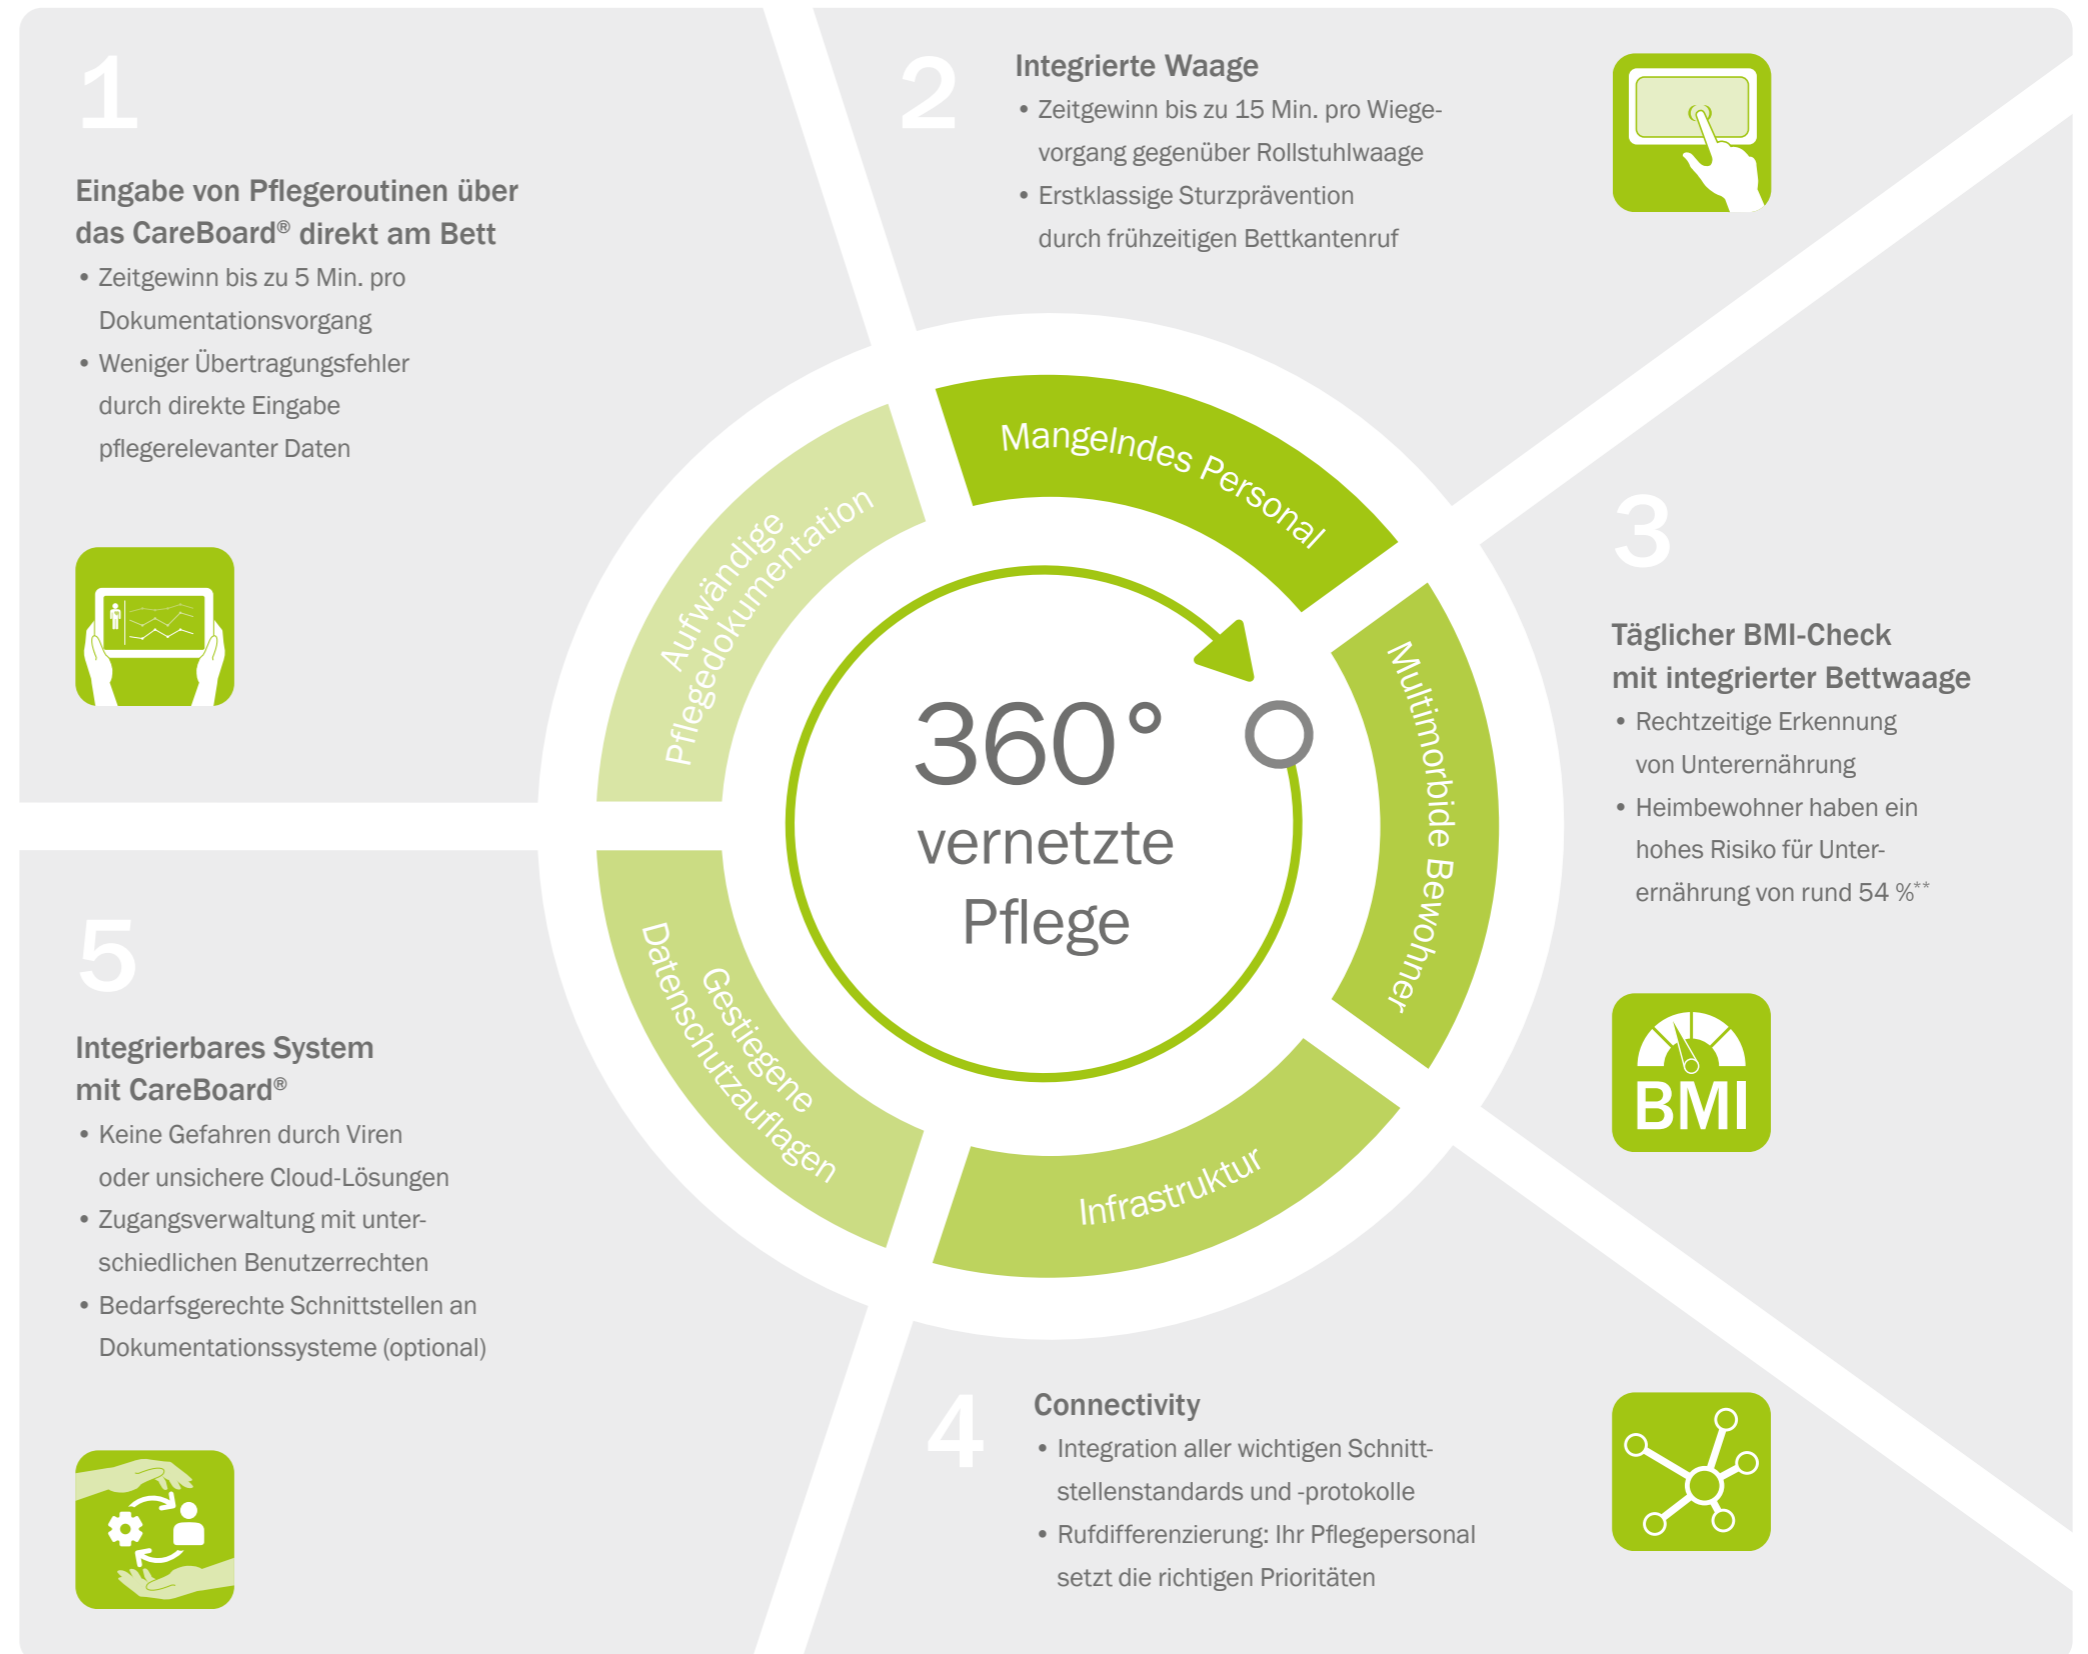 1
Eingabe von Pflegeroutinen über
das CareBoard® direkt am Bett
• Zeitgewinn bis zu 5 Min. pro
Dokumentationsvorgang
• Weniger Übertragungsfehler
durch direkte Eingabe
pflegerelevanter Daten
2
Integrierte Waage
• Zeitgewinn bis zu 15 Min. pro Wiege-
vorgang gegenüber Rollstuhlwaage
• Erstklassige Sturzprävention
durch frühzeitigen Bettkantenruf
3
Täglicher BMI-Check
mit integrierter Bettwaage
• Rechtzeitige Erkennung
von Unterernährung
• Heimbewohner haben ein
hohes Risiko für Unter-
ernährung von rund 54 %**
BMI
4
Connectivity
• Integration aller wichtigen Schnitt-
stellenstandards und -protokolle
• Rufdifferenzierung: Ihr Pflegepersonal
setzt die richtigen Prioritäten
5
Integrierbares System
mit CareBoard®
• Keine Gefahren durch Viren
oder unsichere Cloud-Lösungen
• Zugangsverwaltung mit unter-
schiedlichen Benutzerrechten
• Bedarfsgerechte Schnittstellen an
Dokumentationssysteme (optional)
Aufwändige
Pflegedokumentation
Mangelndes Personal
Multimorbide Bewohner
Infrastruktur
Gestiegene
Datenschutzauflagen
360°
vernetzte
Pflege